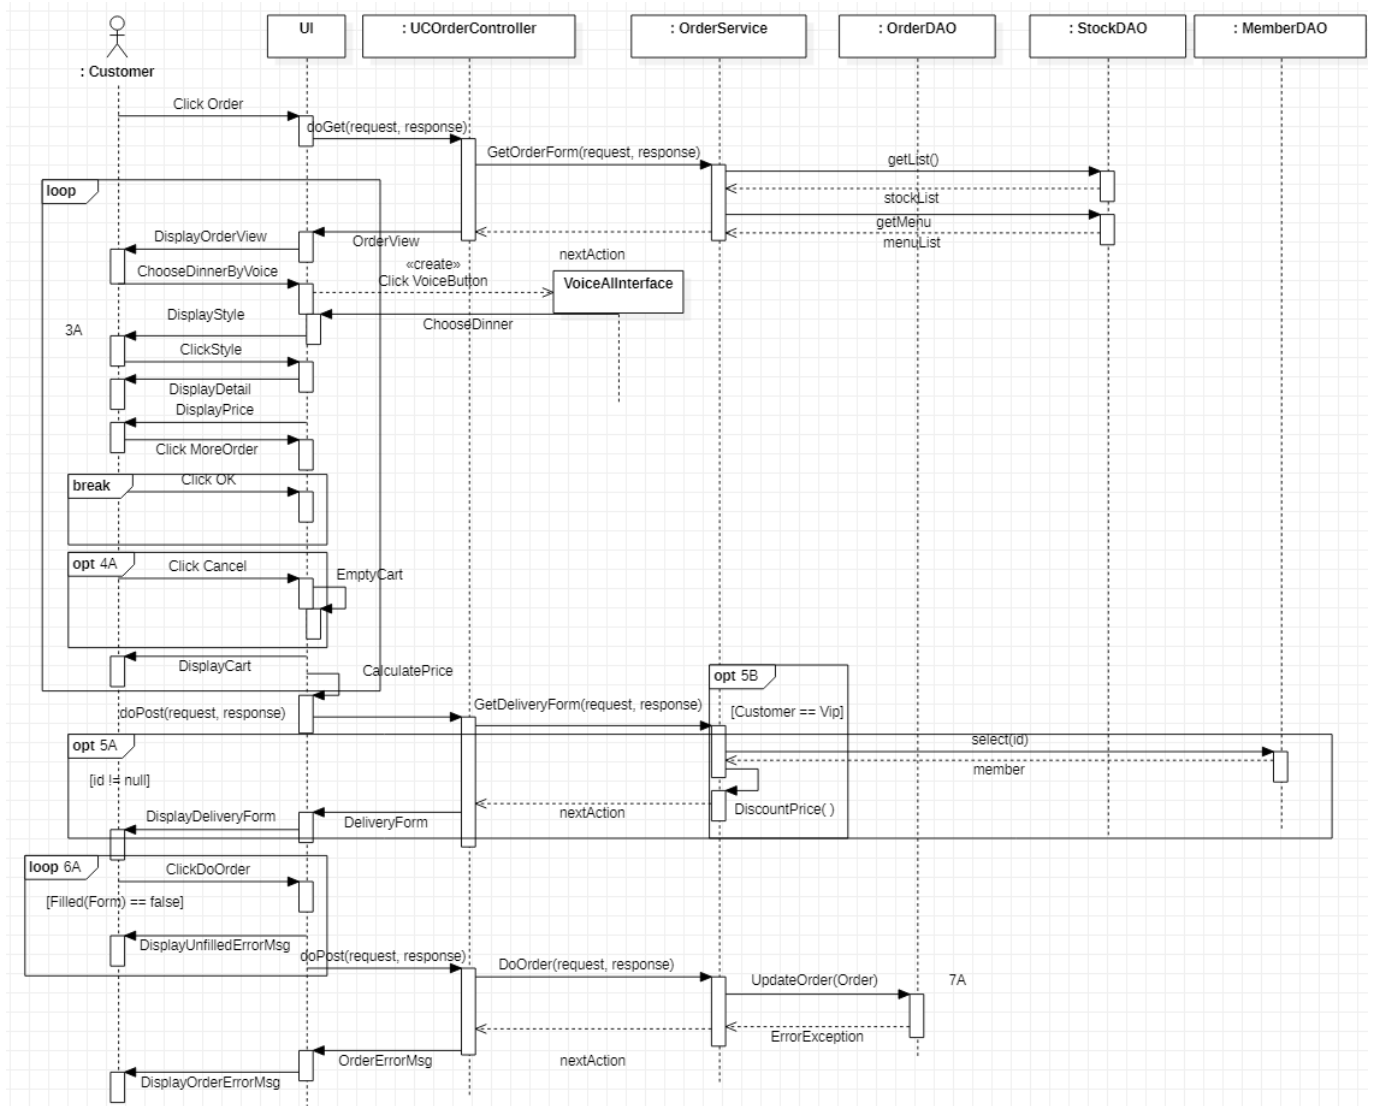 UI
: UCOrderController
: OrderService
: OrderDAO
: StockDAO
: MemberDAO
: Customer
Click Order
doGet(request, response)
GetOrderForm(request, response)
getList()
loop
stockList
getMenu
DisplayOrderView
OrderView
menuList
nextAction
«create»
ChooseDinnerByVoice
Click VoiceButton
VoiceAIInterface
DisplayStyle
ChooseDinner
3A
ClickStyle
DisplayDetail
DisplayPrice
Click MoreOrder
break
Click OK
opt 4A
Click Cancel
EmptyCart
DisplayCart
CalculatePrice
opt 5B
GetDeliveryForm(request, response)
doPost(request, response)
[Customer == Vip]
opt 5A
select(id)
member
[id != null]
DisplayDeliveryForm
DeliveryForm
nextAction
DiscountPrice( )
loop 6A
ClickDoOrder
[Filled(Form) == false]
DisplayUnfilledErrorMsg
doPost(request, response)
DoOrder(request, response)
UpdateOrder(Order)
7A
ErrorException
OrderErrorMsg
nextAction
DisplayOrderErrorMsg